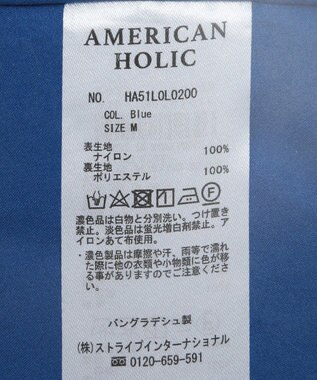 AMERICAN
HOLIC
NO. HA51L0L0200
COL. Blue
SIZE M
表生地
ナイロン 100%
裏生地
ポリエステル 100%
濃色品は白物と分別洗い。つけ置き
禁止。淡色品は蛍光増白剤禁止。ア
イロンあて布使用。
・濃色製品は摩擦や汗、雨等で濡れ
た際に他の衣類や小物類に色が移
る事がありますのでご注意くださ
い。
バングラデシュ製
(株)ストライプインターナショナル
0120-659-591